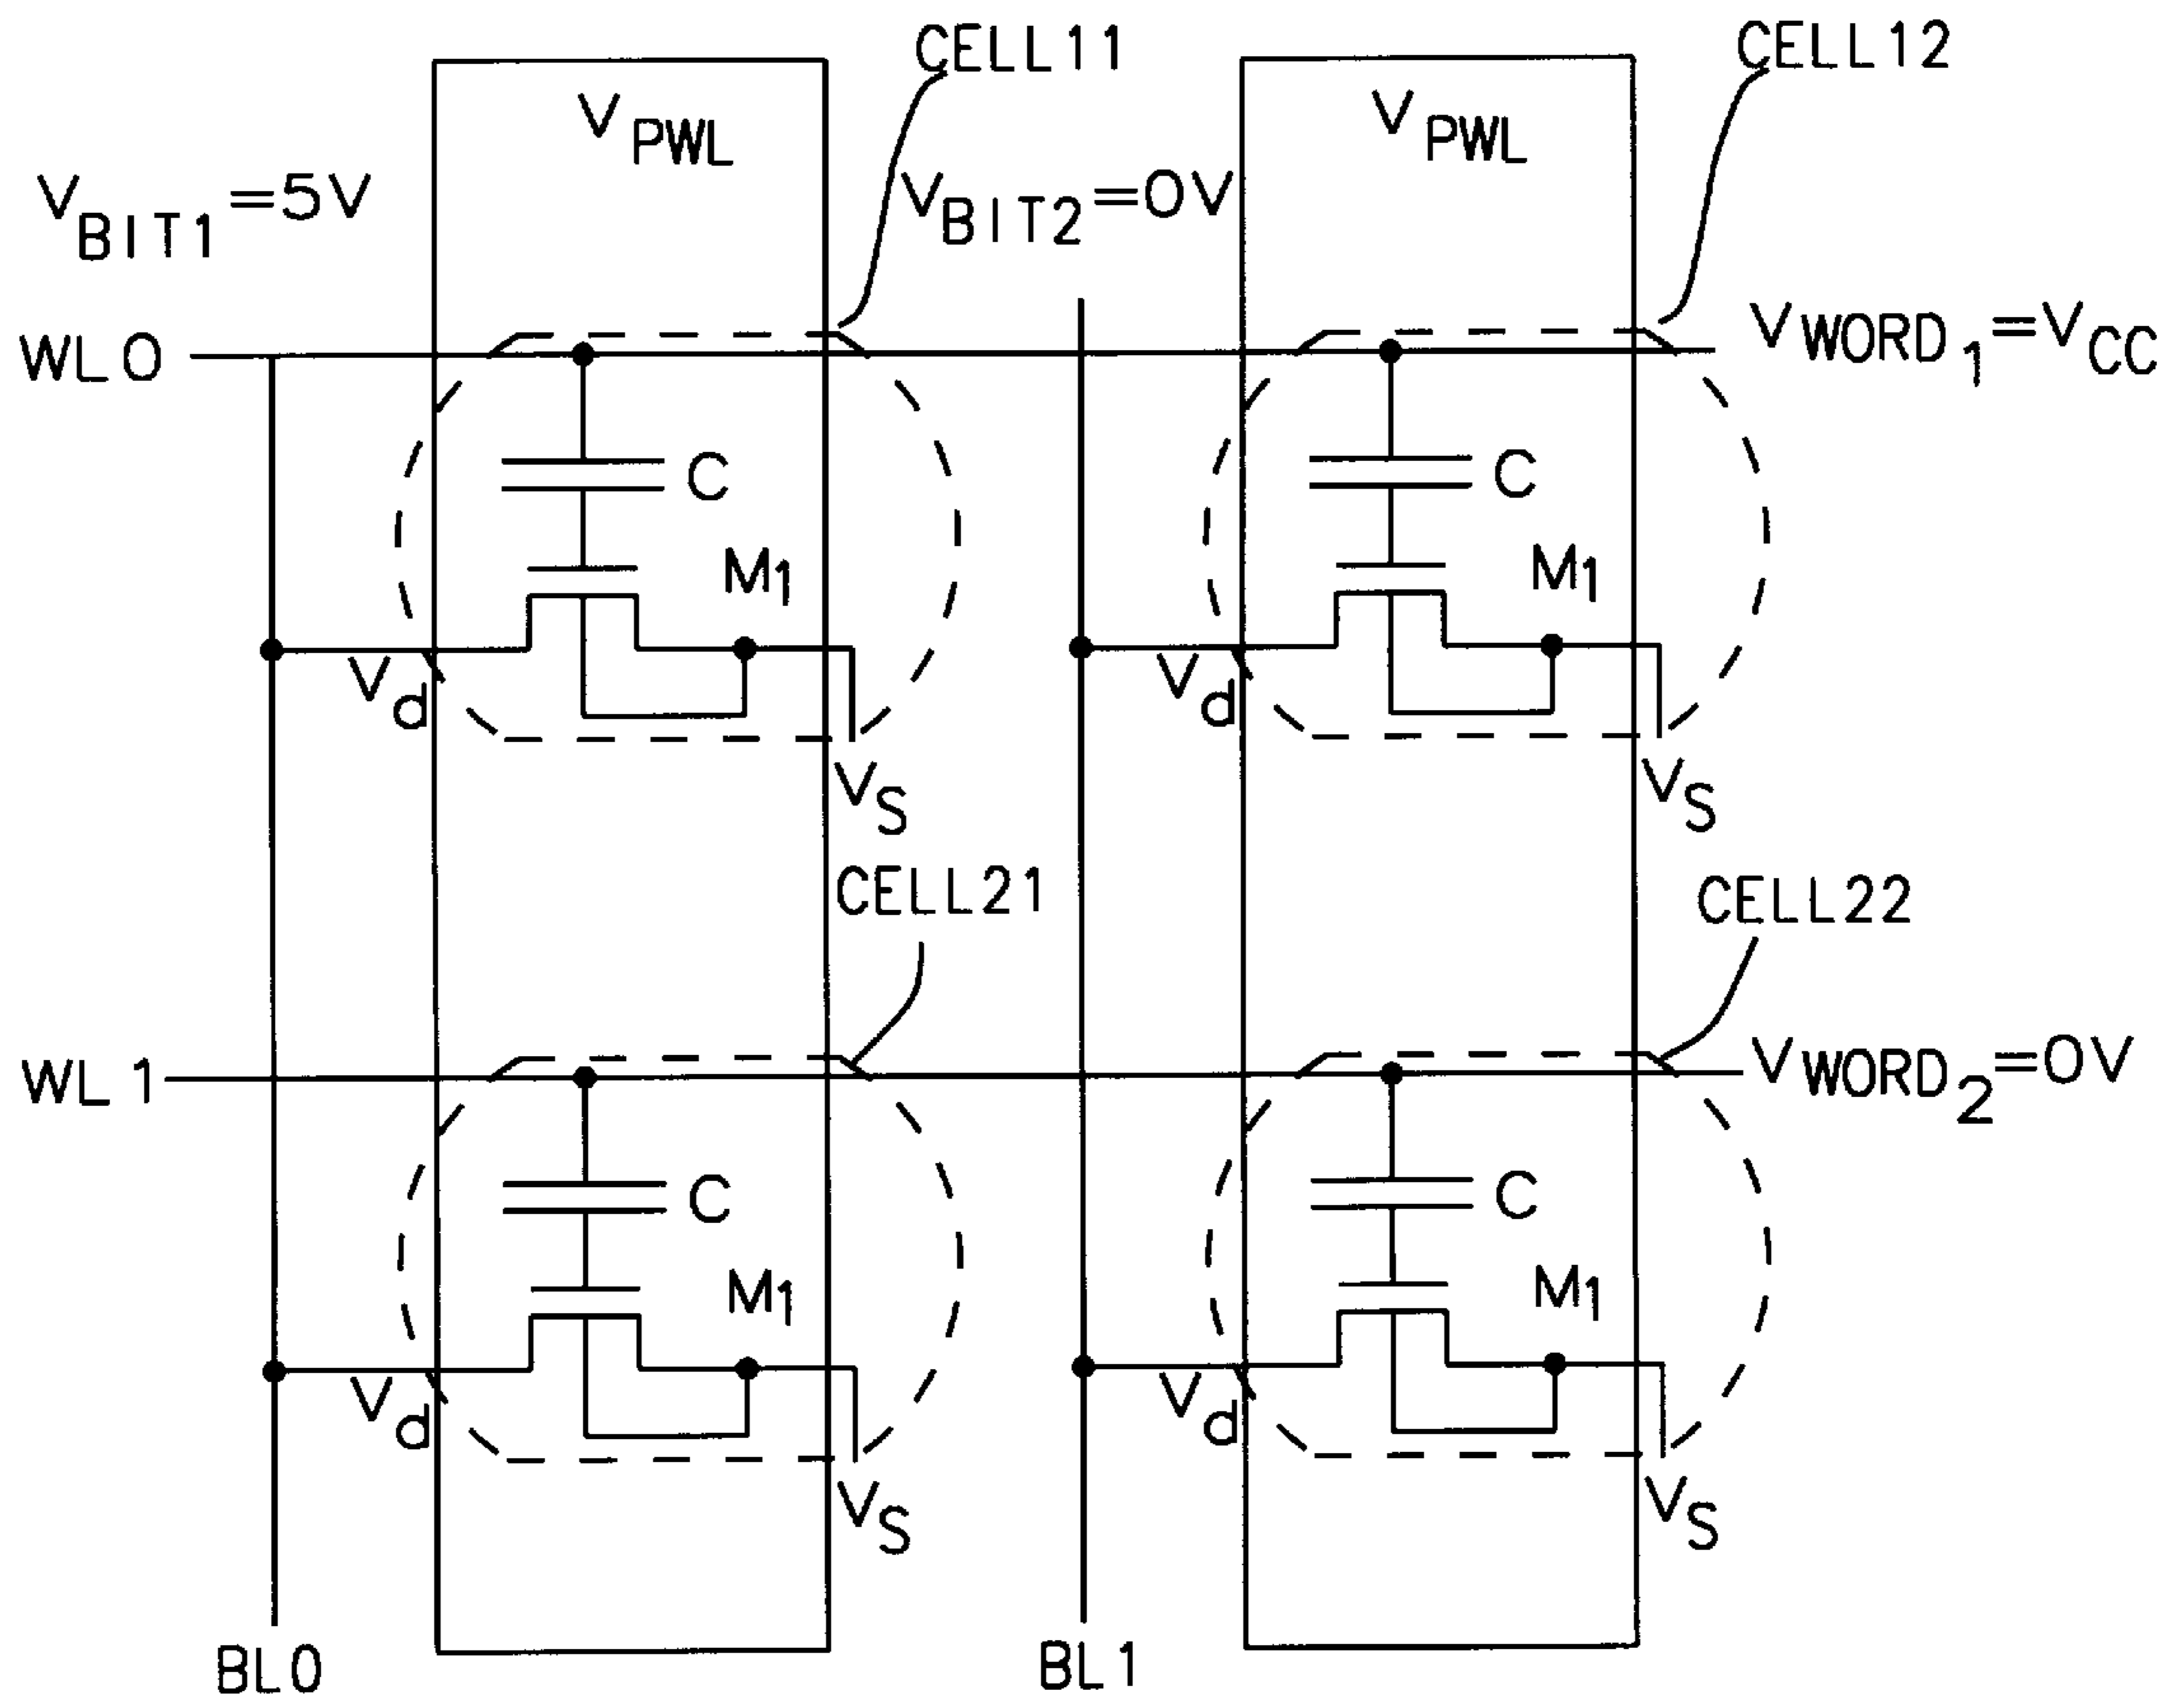 CELL11
CELL12
VPWL
VPWL
VBIT1=5V
VBIT2=0V
WL0
VWORD1=VCC
C
C
M1
M1
Vd
Vd
VS
VS
CELL21
CELL22
WL1
VWORD2=0V
C
C
M1
M1
Vd
Vd
VS
VS
BL0
BL1